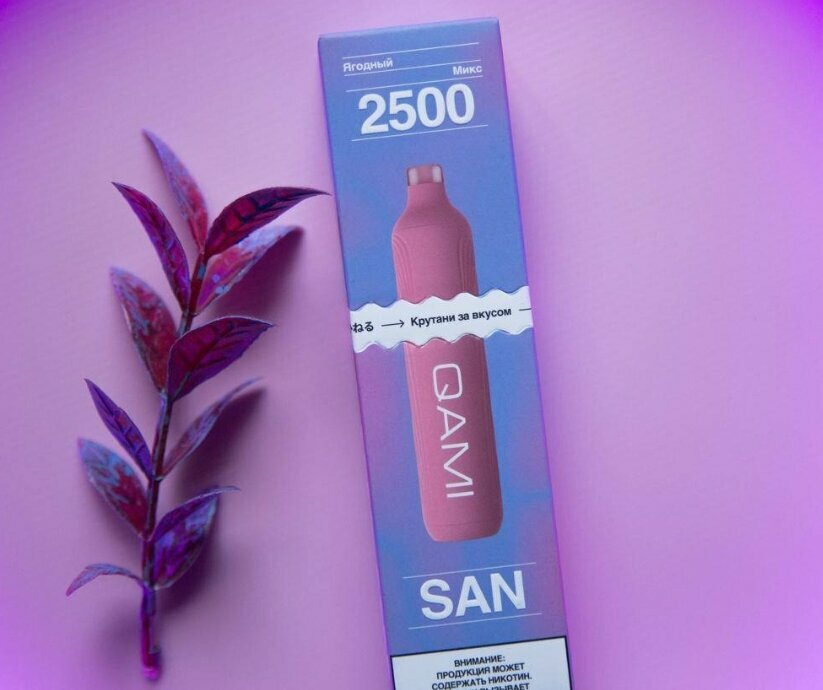 Ягодный
Микс
2500
ねる → Крутани за вкусом
QAMI
SAN
ВНИМАНИЕ:
ПРОДУКЦИЯ МОЖЕТ
СОДЕРЖАТЬ НИКОТИН.